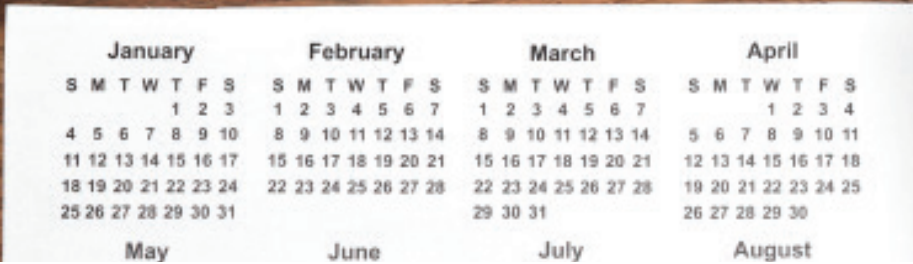 January February March April
S M T W T F S S M T W T F S S M T W T F S S M T W T F S
1 2 3 1 2 3 4 5 6 7 1 2 3 4 5 6 7 1 2 3 4
4 5 6 7 8 9 10 8 9 10 11 12 13 14 8 9 10 11 12 13 14 5 6 7 8 9 10 11
11 12 13 14 15 16 17 15 16 17 18 19 20 21 15 16 17 18 19 20 21 12 13 14 15 16 17 18
18 19 20 21 22 23 24 22 23 24 25 26 27 28 22 23 24 25 26 27 28 19 20 21 22 23 24 25
25 26 27 28 29 30 31 29 30 31 26 27 28 29 30
May June July August